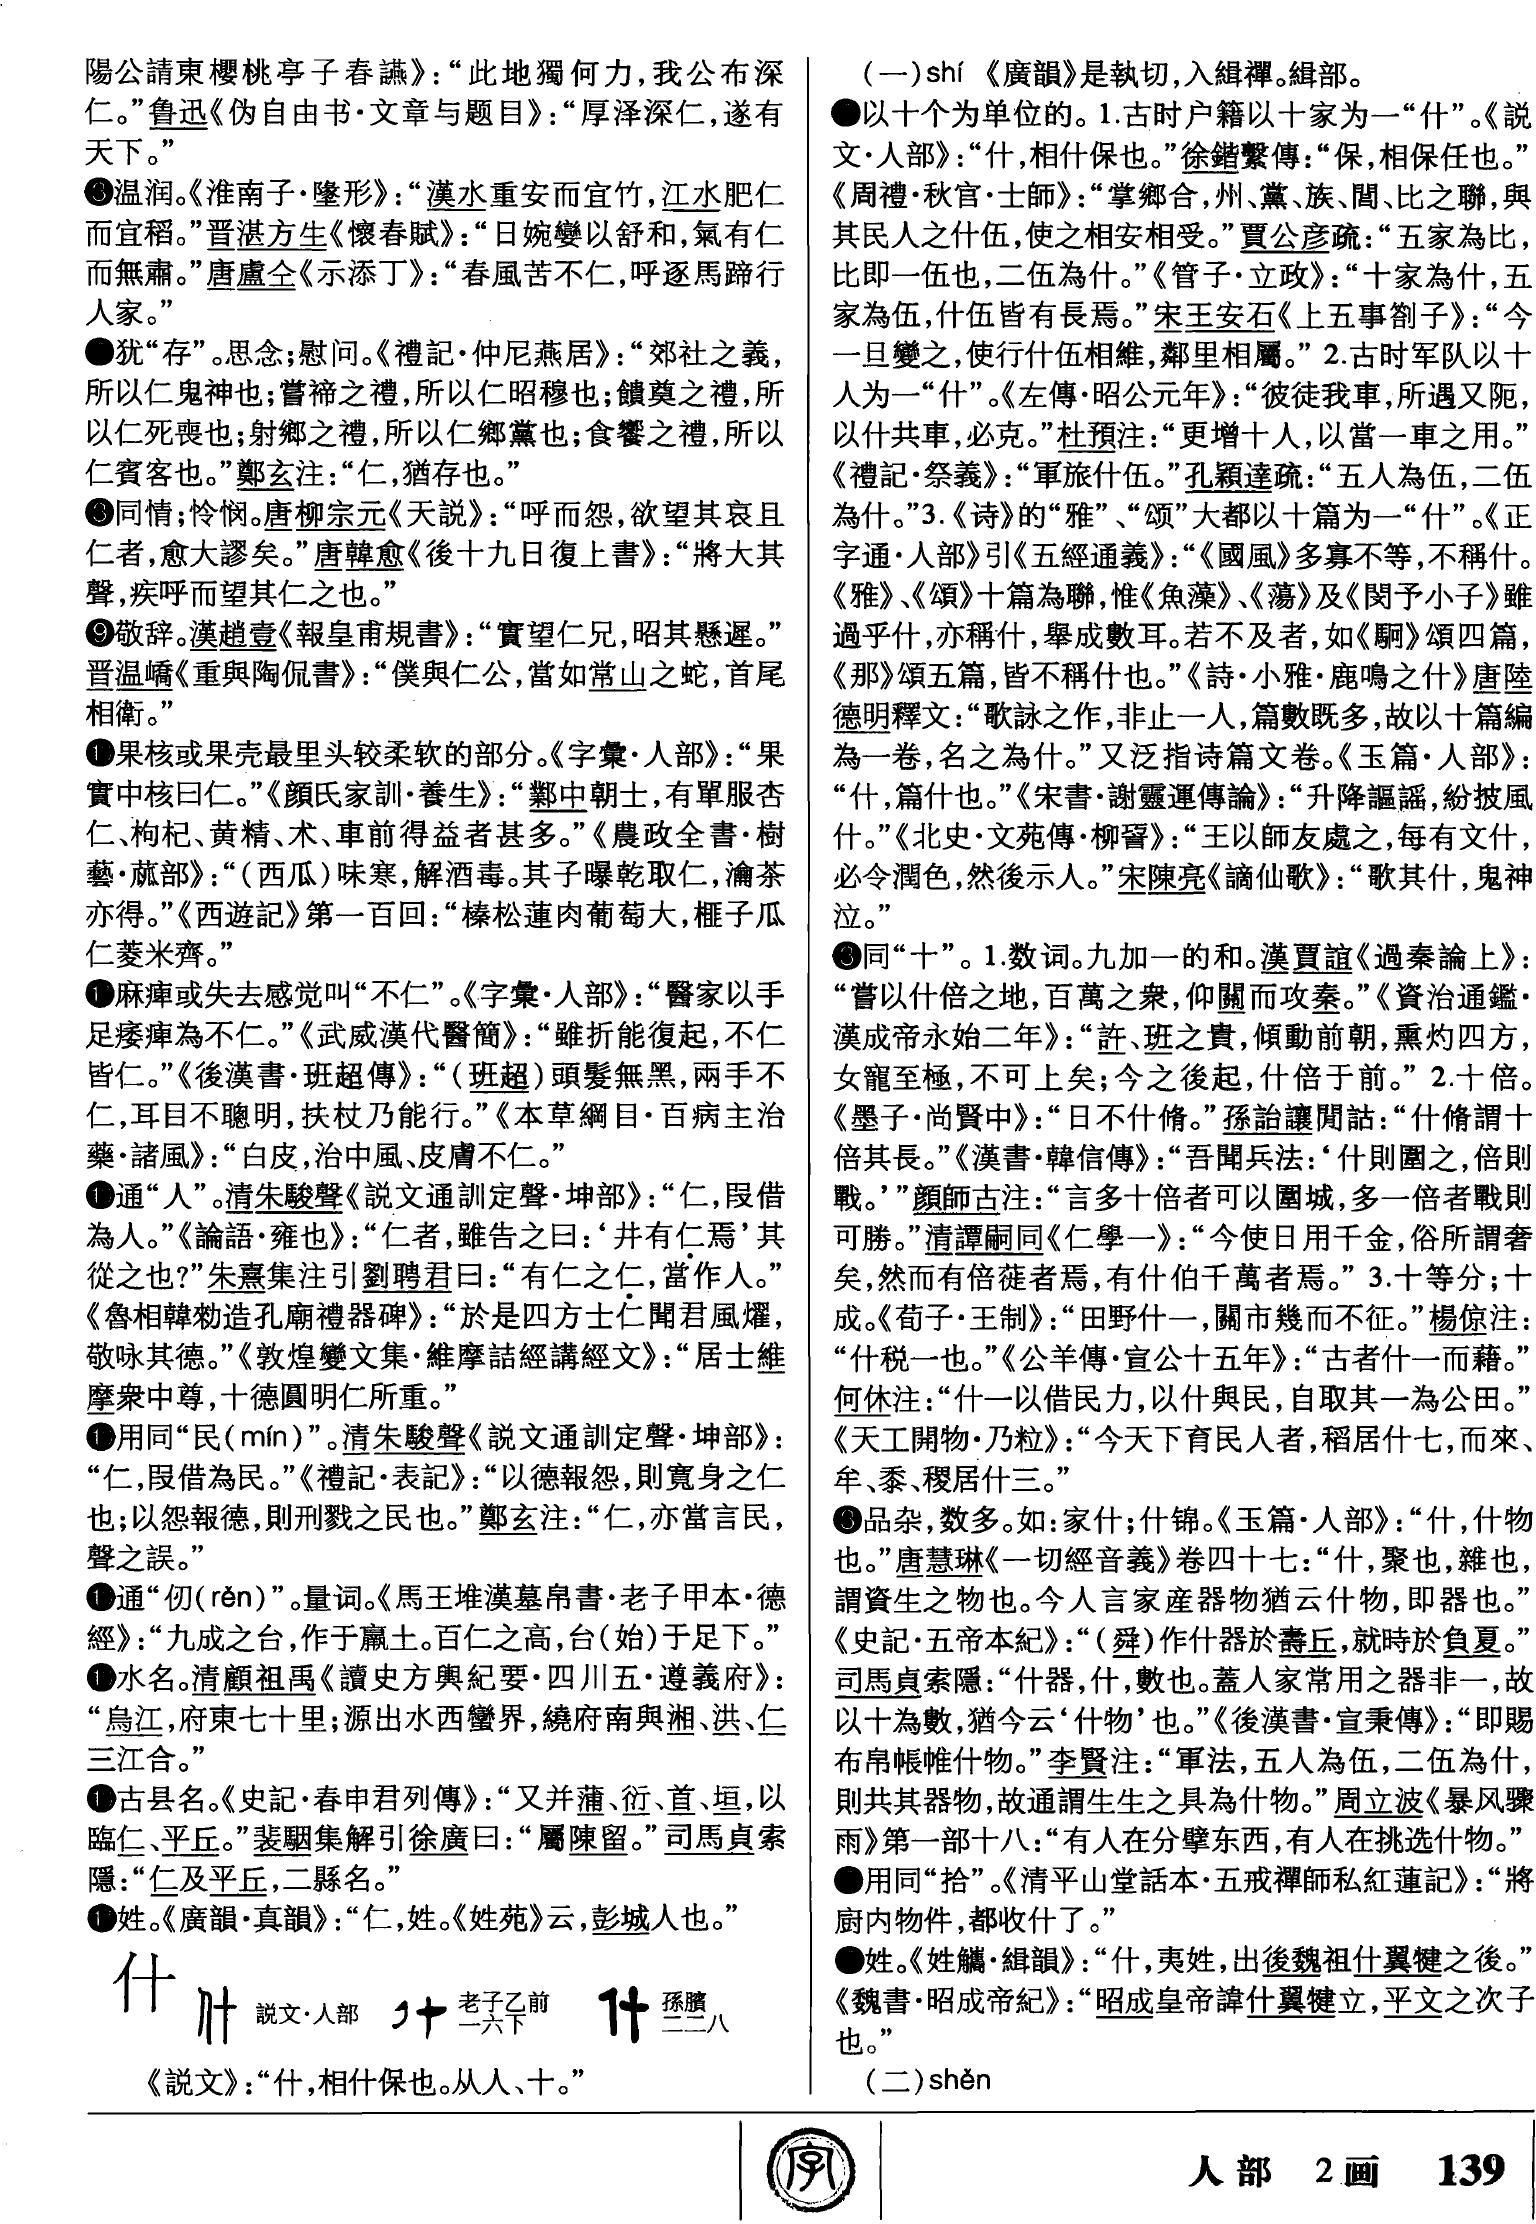 陽公請東櫻桃亭子春讌》：“此地獨何力，我公布深
仁。”鲁迅《伪自由书·文章与题目》：“厚泽深仁，遂有
天下。”
❸温润。《淮南子·墬形》：“漢水重安而宜竹，江水肥仁
而宜稻。”晋湛方生《懷春賦》：“日婉孌以舒和，氣有仁
而無肅。”唐盧仝《示添丁》：“春風苦不仁，呼逐馬蹄行
人家。”
●犹“存”。思念；慰问。《禮記·仲尼燕居》：“郊社之義，
所以仁鬼神也；嘗禘之禮，所以仁昭穆也；饋奠之禮，所
以仁死喪也；射鄉之禮，所以仁鄉黨也；食饗之禮，所以
仁賓客也。”鄭玄注：“仁，猶存也。”
❸同情；怜悯。唐柳宗元《天説》：“呼而怨，欲望其哀且
仁者，愈大謬矣。”唐韓愈《後十九日復上書》：“將大其
聲，疾呼而望其仁之也。”
❾敬辞。漢趙壹《報皇甫規書》：“實望仁兄，昭其懸遲。”
晋温嶠《重與陶侃書》：“僕與仁公，當如常山之蛇，首尾
相衛。”
❶果核或果壳最里头较柔软的部分。《字彙·人部》：“果
實中核曰仁。”《顔氏家訓·養生》：“鄴中朝士，有單服杏
仁、枸杞、黄精、术、車前得益者甚多。”《農政全書·樹
藝·蓏部》：“（西瓜）味寒，解酒毒。其子曝乾取仁，瀹茶
亦得。”《西遊記》第一百回：“榛松蓮肉葡萄大，榧子瓜
仁菱米齊。”
❶麻痺或失去感觉叫“不仁”。《字彙·人部》：“醫家以手
足痿痺為不仁。”《武威漢代醫簡》：“雖折能復起，不仁
皆仁。”《後漢書·班超傳》：“（班超）頭髮無黑，兩手不
仁，耳目不聰明，扶杖乃能行。”《本草綱目·百病主治
藥·諸風》：“白皮，治中風、皮膚不仁。”
❶通“人”。清朱駿聲《説文通訓定聲·坤部》：“仁，叚借
為人。”《論語·雍也》：“仁者，雖告之曰：‘井有仁焉’其
從之也？”朱熹集注引劉聘君曰：“有仁之仁，當作人。”
《魯相韓勑造孔廟禮器碑》：“於是四方士仁聞君風燿，
敬咏其德。”《敦煌變文集·維摩詰經講經文》：“居士維
摩衆中尊，十德圓明仁所重。”
❶用同“民（mín）”。清朱駿聲《説文通訓定聲·坤部》：
“仁，叚借為民。”《禮記·表記》：“以德報怨，則寬身之仁
也；以怨報德，則刑戮之民也。”鄭玄注：“仁，亦當言民，
聲之誤。”
❶通“仞（rèn）”。量词。《馬王堆漢墓帛書·老子甲本·德
經》：“九成之台，作于羸土。百仁之高，台（始）于足下。”
❶水名。清顧祖禹《讀史方輿紀要·四川五·遵義府》：
“烏江，府東七十里；源出水西蠻界，繞府南與湘、洪、仁
三江合。”
❶古县名。《史記·春申君列傳》：“又并蒲、衍、首、垣，以
臨仁、平丘。”裴駰集解引徐廣曰：“屬陳留。”司馬貞索
隱：“仁及平丘，二縣名。”
❶姓。《廣韻·真韻》：“仁，姓。《姓苑》云，彭城人也。”
什
説文·人部 老子乙前一六下 孫臏二二八
《説文》：“什，相什保也。从人、十。”
（一）shí 《廣韻》是執切，入緝禪。緝部。
●以十个为单位的。1.古时户籍以十家为一“什”。《説
文·人部》：“什，相什保也。”徐鍇繫傳：“保，相保任也。”
《周禮·秋官·士師》：“掌鄉合，州、黨、族、閭、比之聯，與
其民人之什伍，使之相安相受。”賈公彦疏：“五家為比，
比即一伍也，二伍為什。”《管子·立政》：“十家為什，五
家為伍，什伍皆有長焉。”宋王安石《上五事劄子》：“今
一旦變之，使行什伍相維，鄰里相屬。” 2.古时军队以十
人为一“什”。《左傳·昭公元年》：“彼徒我車，所遇又阨，
以什共車，必克。”杜預注：“更增十人，以當一車之用。”
《禮記·祭義》：“軍旅什伍。”孔穎達疏：“五人為伍，二伍
為什。”3.《诗》的“雅”、“颂”大都以十篇为一“什”。《正
字通·人部》引《五經通義》：“《國風》多寡不等，不稱什。
《雅》、《頌》十篇為聯，惟《魚藻》、《蕩》及《閔予小子》雖
過乎什，亦稱什，舉成數耳。若不及者，如《駉》頌四篇，
《那》頌五篇，皆不稱什也。”《詩·小雅·鹿鳴之什》唐陸
德明釋文：“歌詠之作，非止一人，篇數既多，故以十篇編
為一卷，名之為什。”又泛指诗篇文卷。《玉篇·人部》：
“什，篇什也。”《宋書·謝靈運傳論》：“升降謳謡，紛披風
什。”《北史·文苑傳·柳䛒》：“王以師友處之，每有文什，
必令潤色，然後示人。”宋陳亮《謫仙歌》：“歌其什，鬼神
泣。”
❸同“十”。1.数词。九加一的和。漢賈誼《過秦論上》：
“嘗以什倍之地，百萬之衆，仰關而攻秦。”《資治通鑑·
漢成帝永始二年》：“許、班之貴，傾動前朝，熏灼四方，
女寵至極，不可上矣；今之後起，什倍于前。” 2.十倍。
《墨子·尚賢中》：“日不什脩。”孫詒讓閒詁：“什脩謂十
倍其長。”《漢書·韓信傳》：“吾聞兵法：‘什則圍之，倍則
戰。’”顔師古注：“言多十倍者可以圍城，多一倍者戰則
可勝。”清譚嗣同《仁學一》：“今使日用千金，俗所謂奢
矣，然而有倍蓰者焉，有什伯千萬者焉。” 3.十等分；十
成。《荀子·王制》：“田野什一，關市幾而不征。”楊倞注：
“什税一也。”《公羊傳·宣公十五年》：“古者什一而藉。”
何休注：“什一以借民力，以什與民，自取其一為公田。”
《天工開物·乃粒》：“今天下育民人者，稻居什七，而來、
牟、黍、稷居什三。”
❸品杂，数多。如：家什；什锦。《玉篇·人部》：“什，什物
也。”唐慧琳《一切經音義》卷四十七：“什，聚也，雜也，
謂資生之物也。今人言家産器物猶云什物，即器也。”
《史記·五帝本紀》：“（舜）作什器於壽丘，就時於負夏。”
司馬貞索隱：“什器，什，數也。蓋人家常用之器非一，故
以十為數，猶今云‘什物’也。”《後漢書·宣秉傳》：“即賜
布帛帳帷什物。”李賢注：“軍法，五人為伍，二伍為什，
則共其器物，故通謂生生之具為什物。”周立波《暴风骤
雨》第一部十八：“有人在分擘东西，有人在挑选什物。”
●用同“拾”。《清平山堂話本·五戒禪師私紅蓮記》：“將
厨内物件，都收什了。”
●姓。《姓觿·緝韻》：“什，夷姓，出後魏祖什翼犍之後。”
《魏書·昭成帝紀》：“昭成皇帝諱什翼犍立，平文之次子
也。”
（二）shěn
字
人部 2画 139